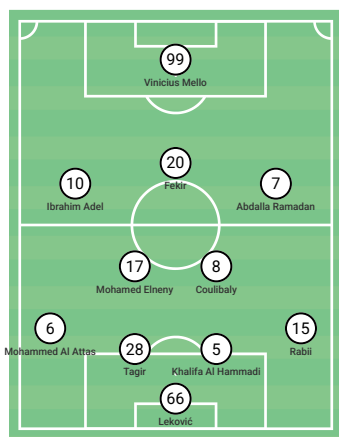 99
Vinicius Mello
20
Fekir
10
Ibrahim Adel
7
Abdalla Ramadan
17
Mohamed Elneny
8
Coulibaly
6
Mohammed Al Attas
15
Rabii
28
Tagir
5
Khalifa Al Hammadi
66
Leković